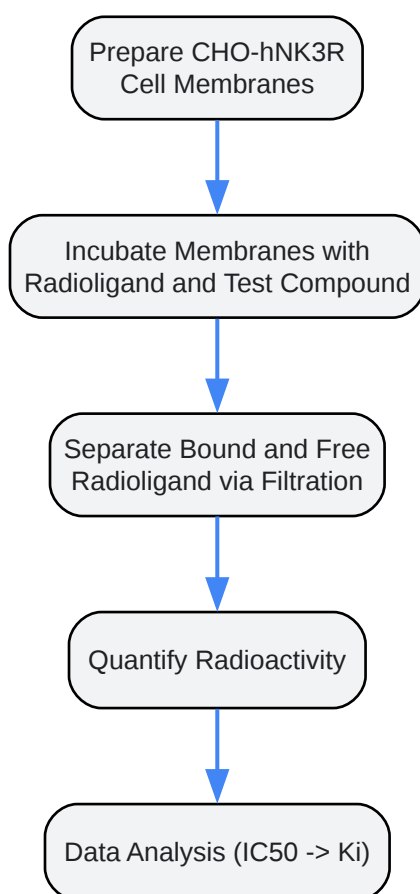 Prepare CHO-hNK3R
Cell Membranes
Incubate Membranes with
Radioligand and Test Compound
Separate Bound and Free
Radioligand via Filtration
Quantify Radioactivity
Data Analysis (IC50 -> Ki)